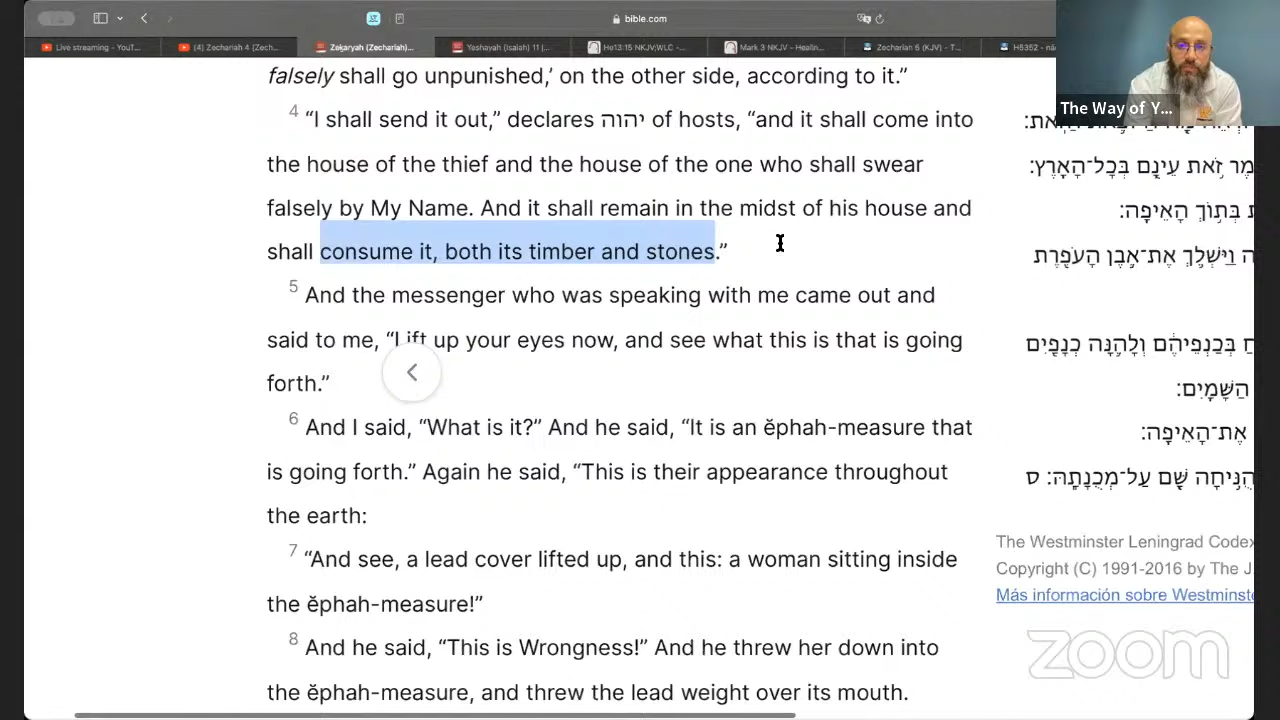 bible.com
Live streaming - YouT...
(4) Zechariah 4 (Zech...
Zeḵaryah (Zechariah)...
Yeshayah (Isaiah) 11 |...
He13:15 NKJV;WLC -...
Mark 3 NKJV - Healin...
Zechariah 5 (KJV) - T...
The Way of Y...
falsely shall go unpunished,’ on the other side, according to it.”
4 “I shall send it out,” declares יהוה of hosts, “and it shall come into
the house of the thief and the house of the one who shall swear
falsely by My Name. And it shall remain in the midst of his house and
shall consume it, both its timber and stones.”
5 And the messenger who was speaking with me came out and
said to me, “Lift up your eyes now, and see what this is that is going
forth.”
6 And I said, “What is it?” And he said, “It is an ĕphah-measure that
is going forth.” Again he said, “This is their appearance throughout
the earth:
7 “And see, a lead cover lifted up, and this: a woman sitting inside
the ĕphah-measure!”
8 And he said, “This is Wrongness!” And he threw her down into
the ĕphah-measure, and threw the lead weight over its mouth.
זֹ֥את עֵינָ֖ם בְּכָל־הָאָֽרֶץ׃
בְּת֥וֹךְ הָאֵיפָֽה׃
וַיַּשְׁלֵ֛ךְ אֶת־אֶ֥בֶן הָעֹפֶ֖רֶת
בְּכַנְפֵיהֶ֔ם וְלָהֵ֥נָּה כְנָפַ֖יִם
הַשָּׁמָֽיִם׃
אֶת־הָאֵיפָֽה׃
שָּׁ֖ם עַל־מְכֻנָתָֽהּ׃ ס
The Westminster Leningrad Codex
Copyright (C) 1991-2016 by The J.
Más información sobre Westminst
zoom